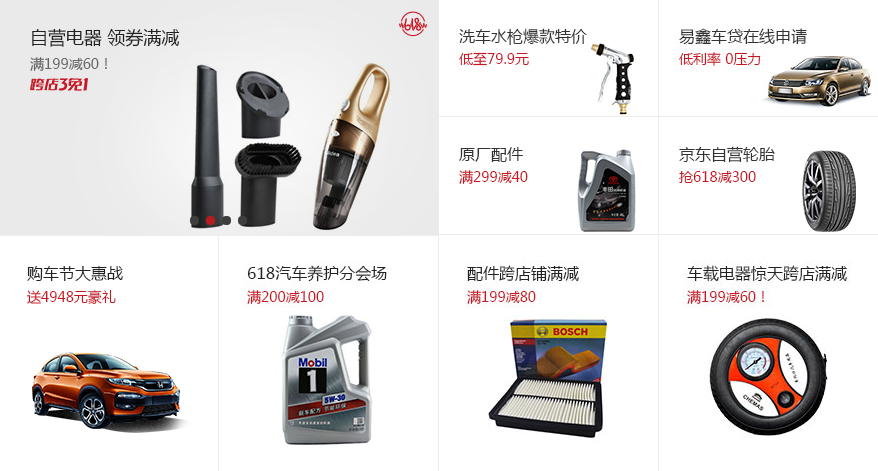 自营电器 领券满减
满199减60！
跨店3免1
618
洗车水枪爆款特价
低至79.9元
易鑫车贷在线申请
低利率 0压力
原厂配件
满299减40
京东自营轮胎
抢618减300
购车节大惠战
送4948元豪礼
618汽车养护分会场
满200减100
Mobil
1
5W-30
配件跨店铺满减
满199减80
BOSCH
车载电器惊天跨店满减
满199减60！
CHEMAS